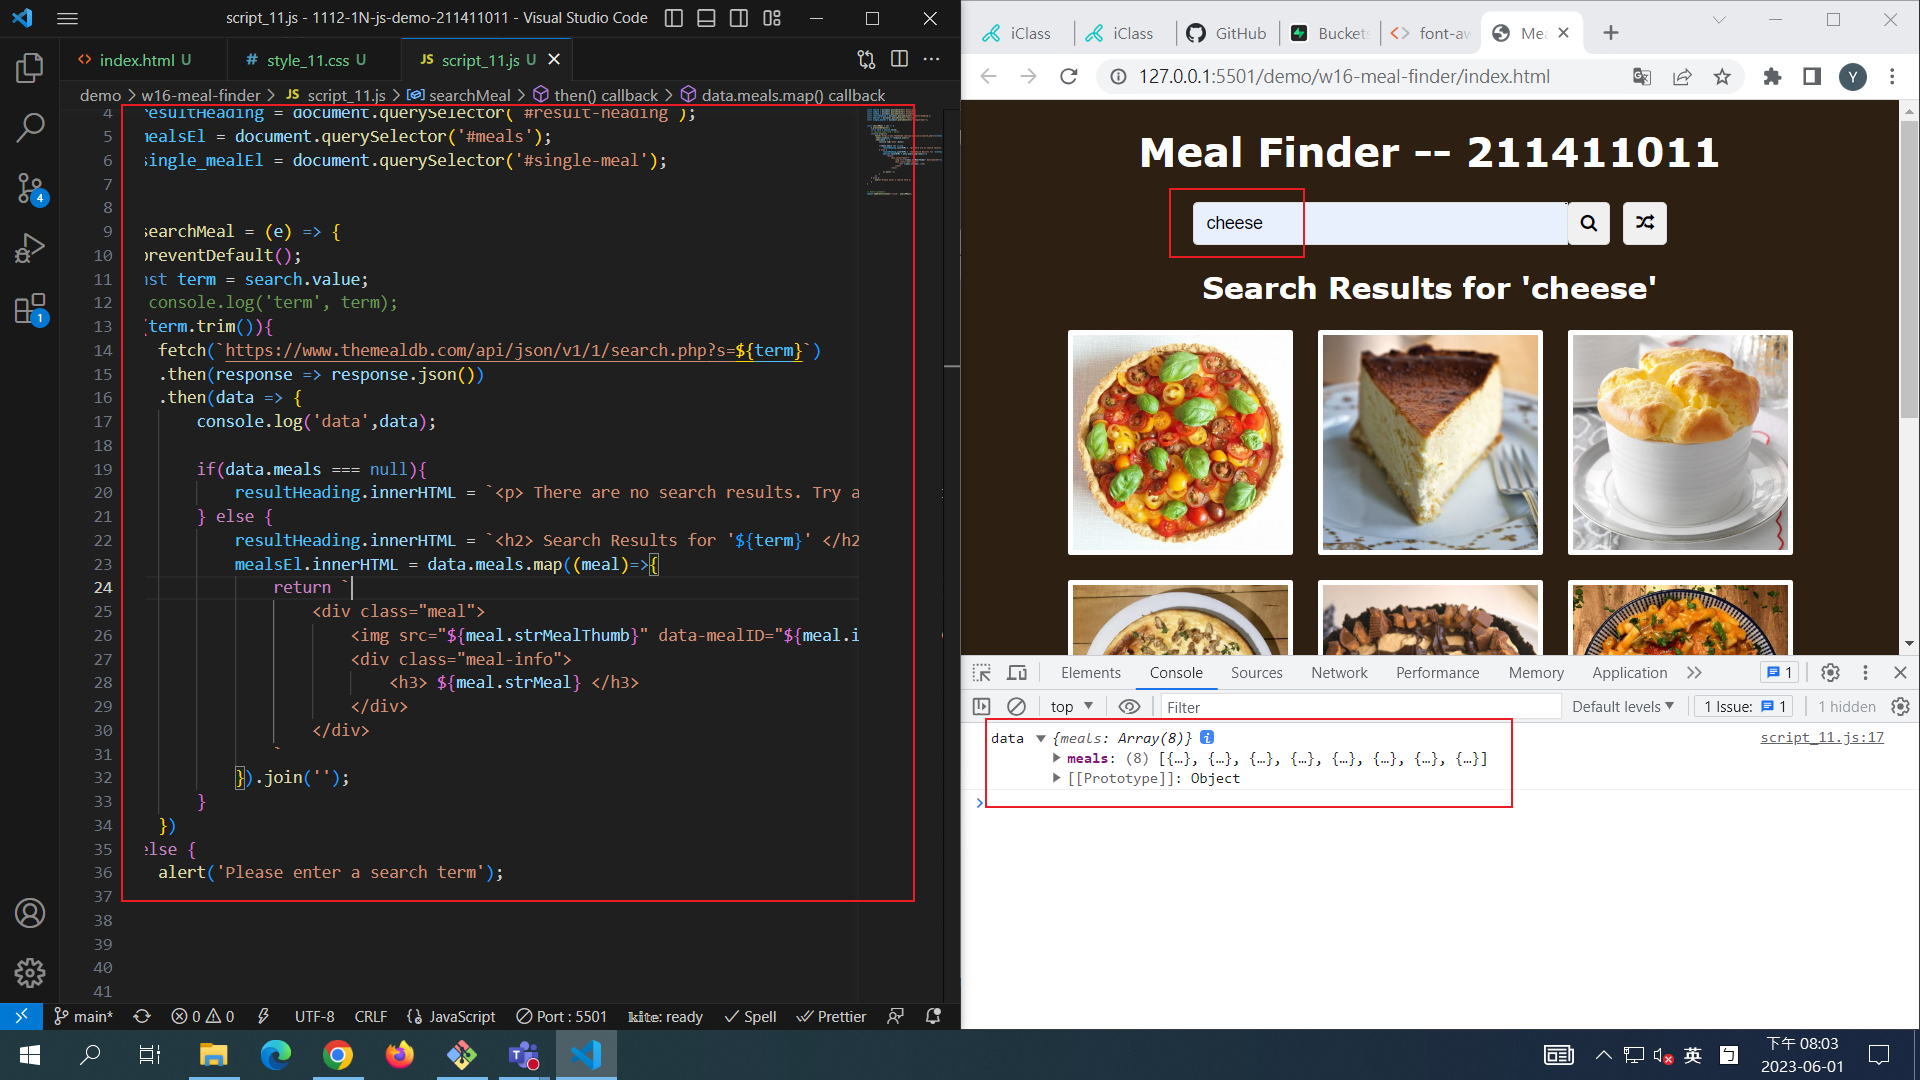 script_11.js - 1112-1N-js-demo-211411011 - Visual Studio Code
index.html U
# style_11.css U
JS script_11.js U
demo > w16-meal-finder > JS script_11.js > searchMeal > then() callback > data.meals.map() callback
4 resultHeading = document.querySelector('#result-heading');
5 mealsEl = document.querySelector('#meals');
6 single_mealEl = document.querySelector('#single-meal');
7
8
9 searchMeal = (e) => {
10 preventDefault();
11 nst term = search.value;
12 console.log('term', term);
13 (term.trim()){
14 fetch(`https://www.themealdb.com/api/json/v1/1/search.php?s=${term}`)
15 .then(response => response.json())
16 .then(data => {
17 console.log('data',data);
18
19 if(data.meals === null){
20 resultHeading.innerHTML = `<p> There are no search results. Try a
21 } else {
22 resultHeading.innerHTML = `<h2> Search Results for '${term}' </h2
23 mealsEl.innerHTML = data.meals.map((meal)=>{
24 return `
25 <div class="meal">
26 <img src="${meal.strMealThumb}" data-mealID="${meal.i
27 <div class="meal-info">
28 <h3> ${meal.strMeal} </h3>
29 </div>
30 </div>
31 `
32 }).join('');
33 }
34 })
35 else {
36 alert('Please enter a search term');
37
38
39
40
41
4
1
main*
0 0
UTF-8
CRLF
{} JavaScript
Port : 5501
kite: ready
Spell
Prettier
iClass
iClass
GitHub
Bucket
font-aw
Mea
127.0.0.1:5501/demo/w16-meal-finder/index.html
Y
Meal Finder -- 211411011
cheese
Search Results for 'cheese'
Elements
Console
Sources
Network
Performance
Memory
Application
1
top
Filter
Default levels
1 Issue: 1
1 hidden
data {meals: Array(8)} i
script_11.js:17
meals: (8) [{…}, {…}, {…}, {…}, {…}, {…}, {…}, {…}]
[[Prototype]]: Object
英
ㄅ
下午 08:03
2023-06-01